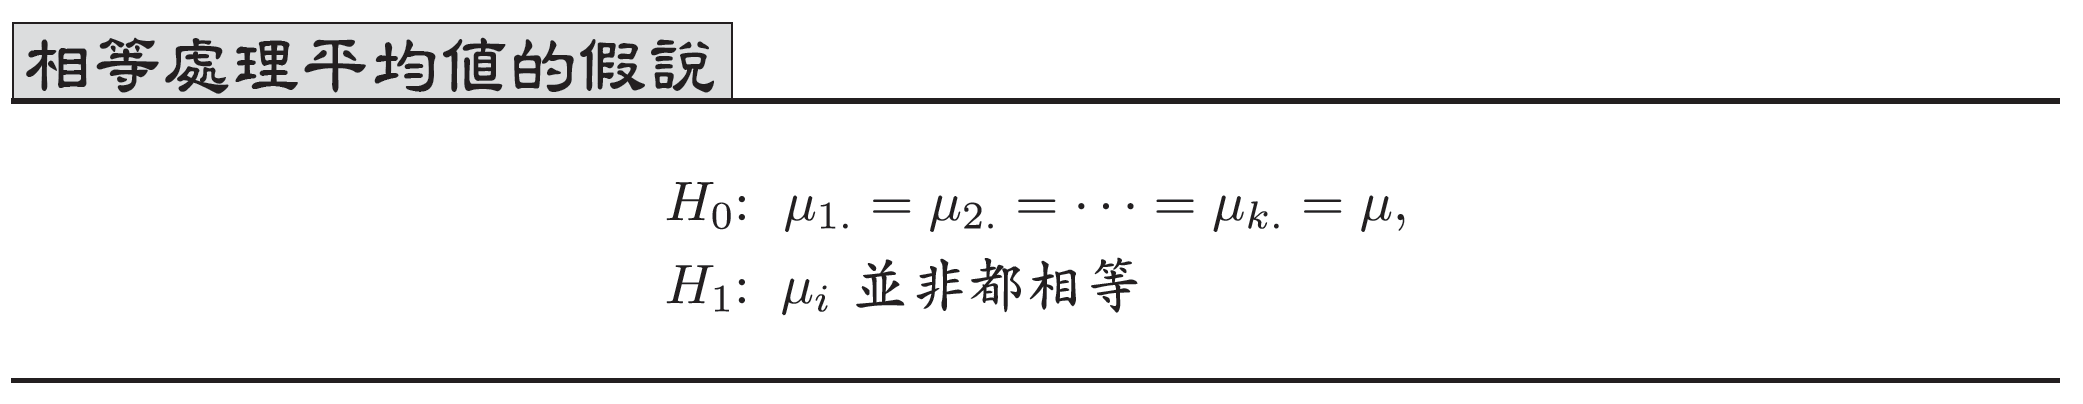 相等處理平均值的假說
H₀: μ₁. = μ₂. = ⋯ = μₖ. = μ,
H₁: μᵢ 並非都相等